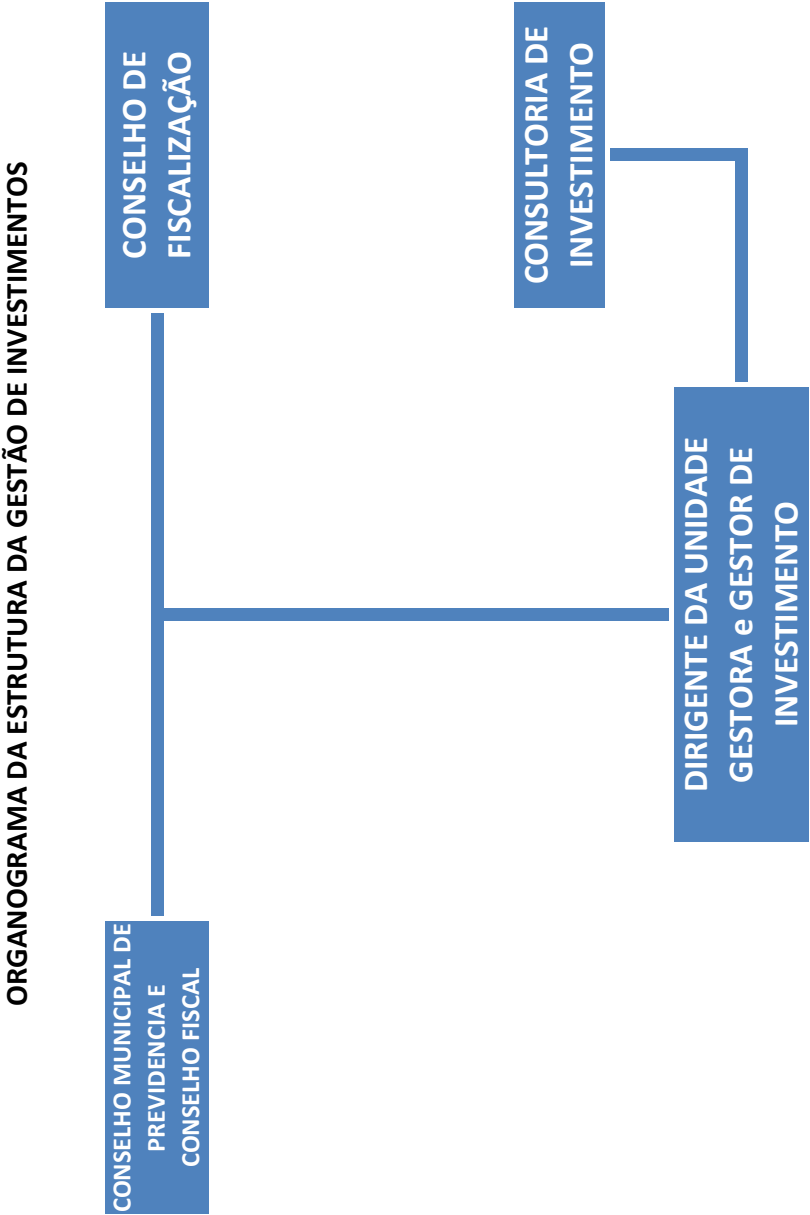 ORGANOGRAMA DA ESTRUTURA DA GESTÃO DE INVESTIMENTOS
CONSELHO MUNICIPAL DE
PREVIDENCIA E
CONSELHO FISCAL
CONSELHO DE
FISCALIZAÇÃO
CONSULTORIA DE
INVESTIMENTO
DIRIGENTE DA UNIDADE
GESTORA e GESTOR DE
INVESTIMENTO